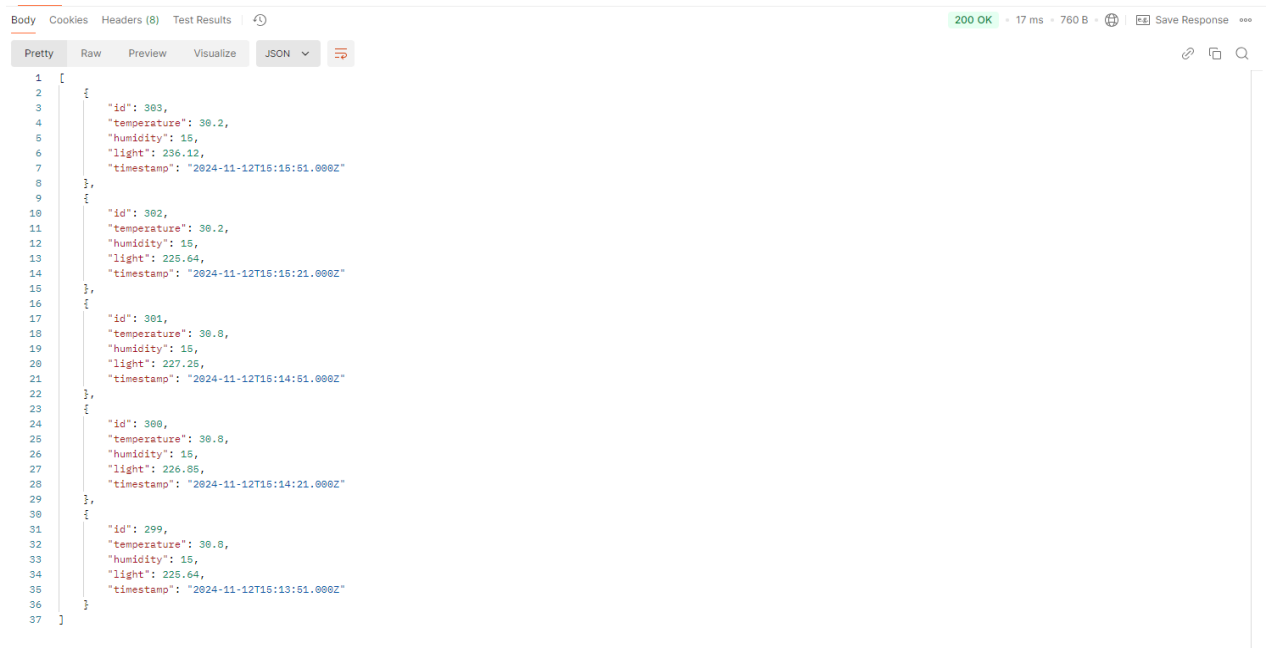 Body Cookies Headers (8) Test Results 200 OK 17 ms 760 B Save Response
Pretty Raw Preview Visualize JSON
1 [
2 {
3 "id": 303,
4 "temperature": 30.2,
5 "humidity": 15,
6 "light": 236.12,
7 "timestamp": "2024-11-12T15:15:51.000Z"
8 },
9 {
10 "id": 302,
11 "temperature": 30.2,
12 "humidity": 15,
13 "light": 225.64,
14 "timestamp": "2024-11-12T15:15:21.000Z"
15 },
16 {
17 "id": 301,
18 "temperature": 30.8,
19 "humidity": 15,
20 "light": 227.25,
21 "timestamp": "2024-11-12T15:14:51.000Z"
22 },
23 {
24 "id": 300,
25 "temperature": 30.8,
26 "humidity": 15,
27 "light": 226.85,
28 "timestamp": "2024-11-12T15:14:21.000Z"
29 },
30 {
31 "id": 299,
32 "temperature": 30.8,
33 "humidity": 15,
34 "light": 225.64,
35 "timestamp": "2024-11-12T15:13:51.000Z"
36 }
37 ]